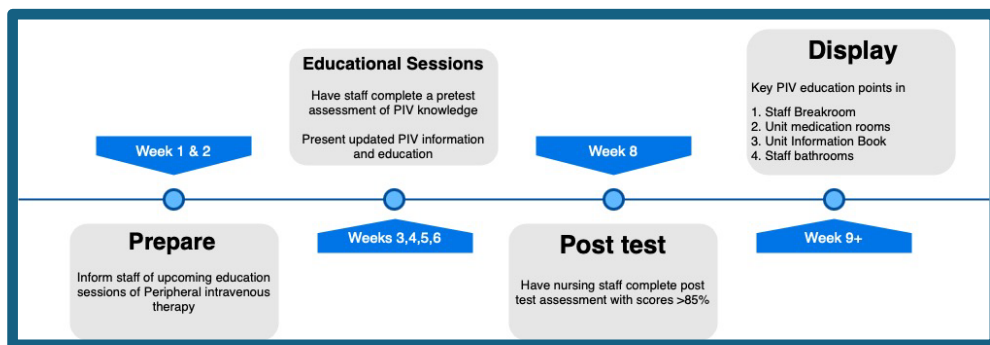 Week 1 & 2
Prepare
Inform staff of upcoming education
sessions of Peripheral intravenous
therapy
Educational Sessions
Have staff complete a pretest
assessment of PIV knowledge
Present updated PIV information
and education
Weeks 3,4,5,6
Week 8
Post test
Have nursing staff complete post
test assessment with scores >85%
Display
Key PIV education points in
1. Staff Breakroom
2. Unit medication rooms
3. Unit Information Book
4. Staff bathrooms
Week 9+